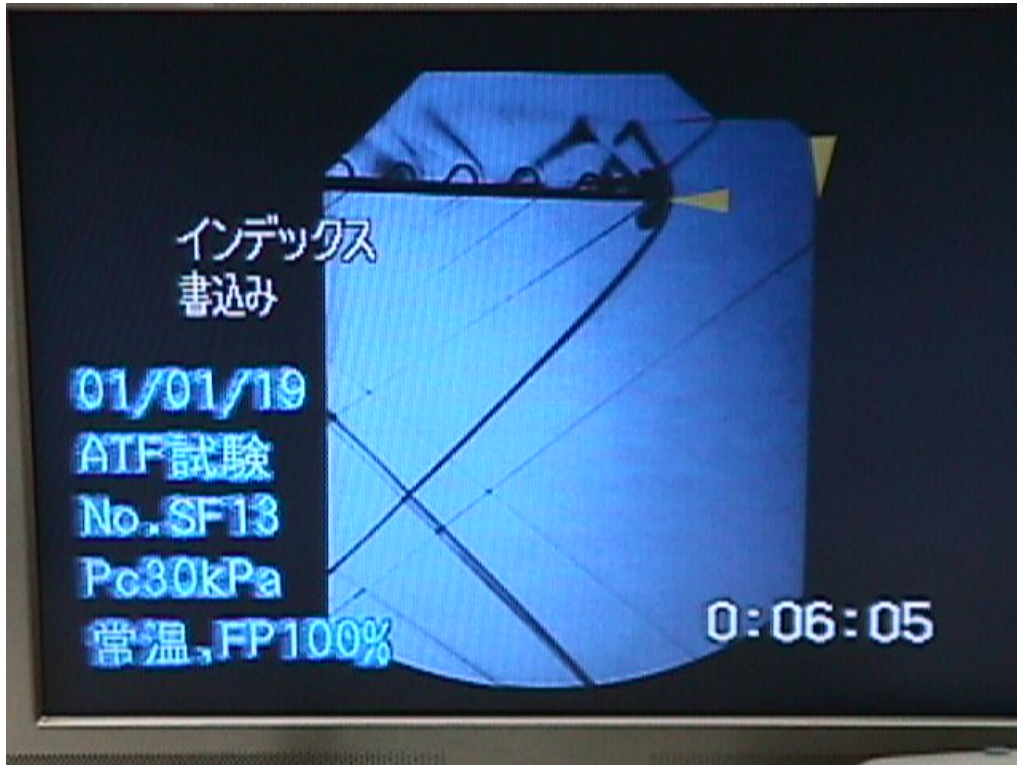 インデックス
書込み
01/01/19
ATF試験
No.SF13
Pc30kPa
常温、FP100%
0:06:05